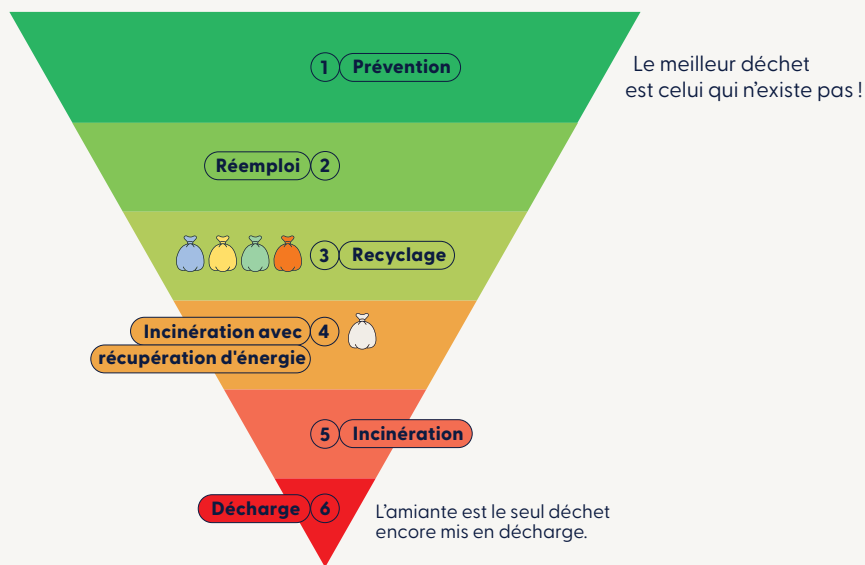 1 Prévention
Le meilleur déchet
est celui qui n'existe pas !
Réemploi 2
3 Recyclage
Incinération avec 4
récupération d'énergie
5 Incinération
Décharge 6
L'amiante est le seul déchet
encore mis en décharge.